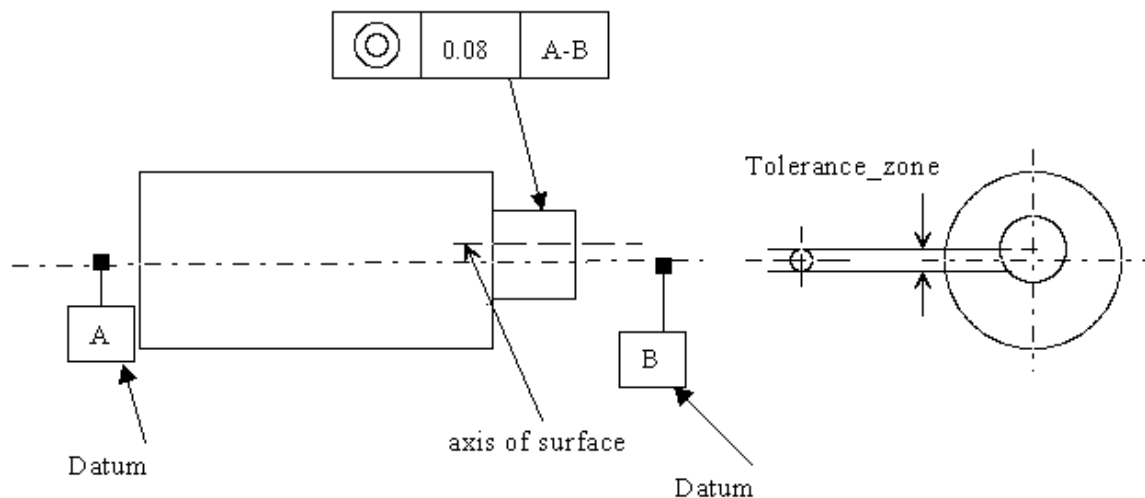 0.08 A-B
Tolerance_zone
A
B
axis of surface
Datum
Datum